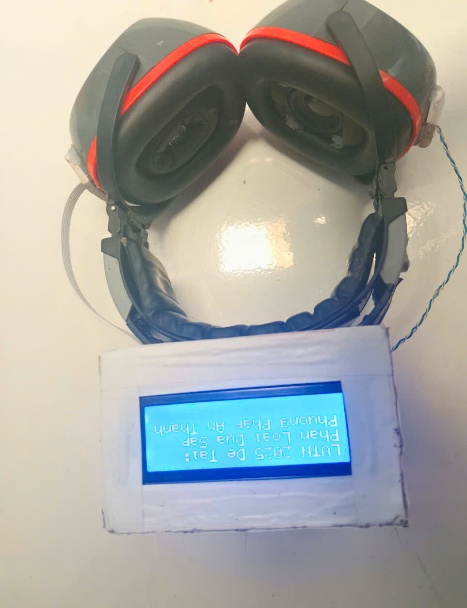 LVTN 2025 De Tai:
Phan Loai Dua Sap
Phuong Phap Am Thanh